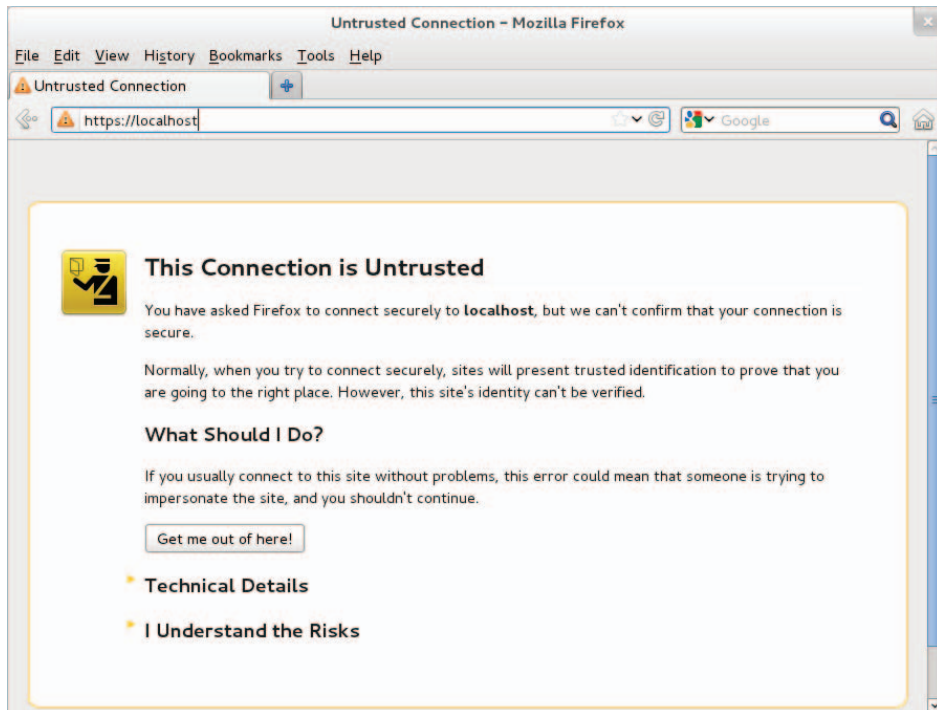 Untrusted Connection – Mozilla Firefox
File Edit View History Bookmarks Tools Help
Untrusted Connection
https://localhost Google
This Connection is Untrusted
You have asked Firefox to connect securely to localhost, but we can't confirm that your connection is
secure.
Normally, when you try to connect securely, sites will present trusted identification to prove that you
are going to the right place. However, this site's identity can't be verified.
What Should I Do?
If you usually connect to this site without problems, this error could mean that someone is trying to
impersonate the site, and you shouldn't continue.
Get me out of here!
Technical Details
I Understand the Risks